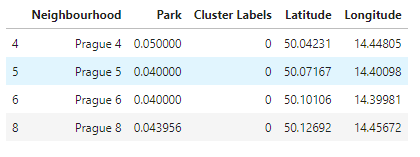 Neighbourhood Park Cluster Labels Latitude Longitude
4 Prague 4 0.050000 0 50.04231 14.44805
5 Prague 5 0.040000 0 50.07167 14.40098
6 Prague 6 0.040000 0 50.10106 14.39981
8 Prague 8 0.043956 0 50.12692 14.45672